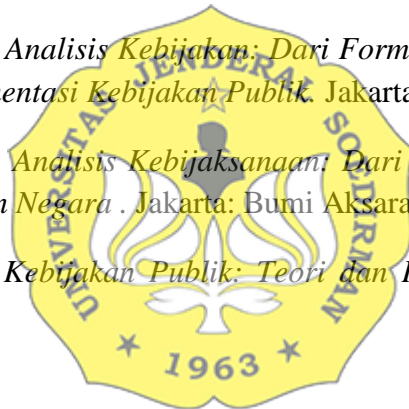 Analisis Kebijakan: Dari Form
mentasi Kebijakan Publik. Jakarta
Analisis Kebijaksanaan: Dari
n Negara . Jakarta: Bumi Aksara
Kebijakan Publik: Teori dan
UNIVERSITAS JENDERAL SOEDIRMAN
★ 1963 ★